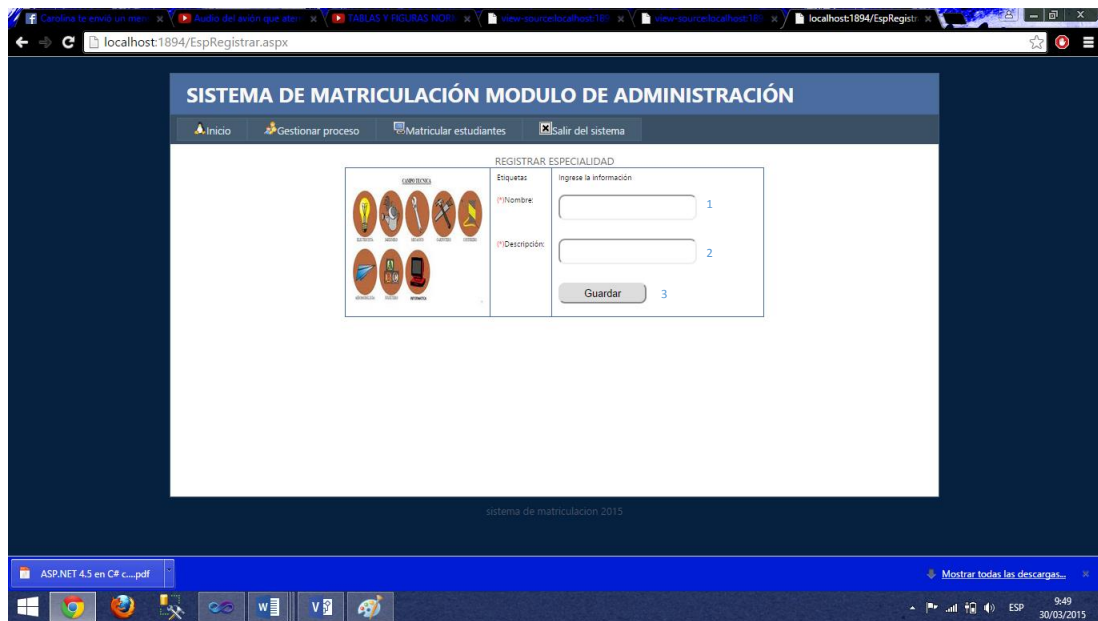 Carolina te envió un men
Audio del avión que ater
TABLAS Y FIGURAS NOR
view-source:localhost:189
view-source:localhost:189
localhost:1894/EspRegistr
localhost:1894/EspRegistrar.aspx
SISTEMA DE MATRICULACIÓN MODULO DE ADMINISTRACIÓN
Inicio
Gestionar proceso
Matricular estudiantes
Salir del sistema
REGISTRAR ESPECIALIDAD
CAMPO TECNICA
Etiquetas
Ingrese la información
(*)Nombre:
1
(*)Descripción:
2
Guardar
3
sistema de matriculacion 2015
ASP.NET 4.5 en C# c....pdf
Mostrar todas las descargas...
ESP
9:49
30/03/2015